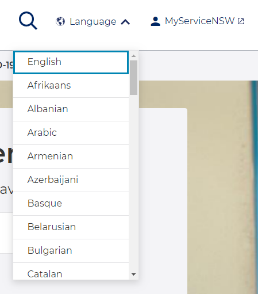 Language
MyServiceNSW
English
Afrikaans
Albanian
Arabic
Armenian
Azerbaijani
Basque
Belarusian
Bulgarian
Catalan